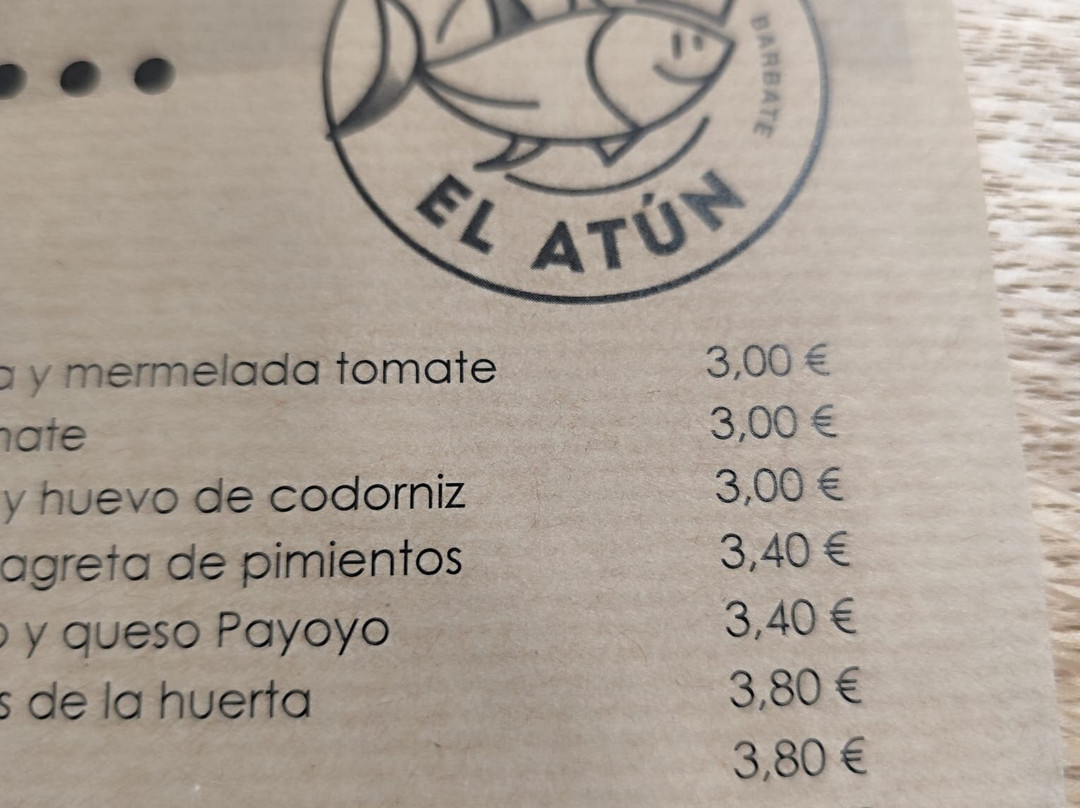 BARBATE
EL ATÚN
y mermelada tomate 3,00 €
3,00 €
y huevo de codorniz 3,00 €
agreta de pimientos 3,40 €
y queso Payoyo 3,40 €
s de la huerta 3,80 €
3,80 €